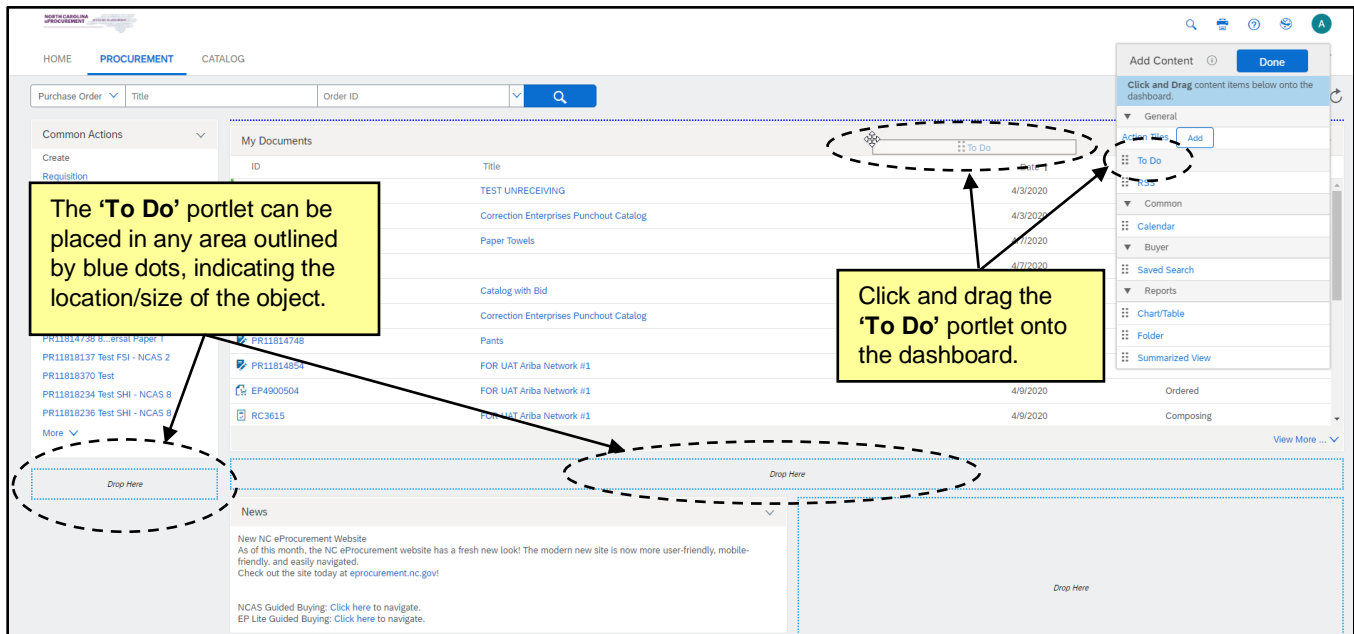 NORTH CAROLINA
ePROCUREMENT
A
HOME PROCUREMENT CATALOG
Add Content Done
Click and Drag content items below onto the
dashboard.
Purchase Order Title Order ID
General
Action Tiles Add
To Do
RSS
Common
Calendar
Buyer
Saved Search
Reports
Chart/Table
Folder
Summarized View
Common Actions
Create
Requisition
The ‘To Do’ portlet can be
placed in any area outlined
by blue dots, indicating the
location/size of the object.
PR11814738 8...ersal Paper T
PR11818137 Test FSI - NCAS 2
PR11818370 Test
PR11818234 Test SHI - NCAS 8
PR11818236 Test SHI - NCAS 8
More
Drop Here
My Documents
To Do
ID Title Date ↑
TEST UNRECEIVING 4/3/2020
Correction Enterprises Punchout Catalog 4/3/2020
Paper Towels 4/7/2020
4/7/2020
Catalog with Bid
Correction Enterprises Punchout Catalog
PR11814748 Pants
PR11814854 FOR UAT Ariba Network #1
EP4900504 FOR UAT Ariba Network #1 4/9/2020 Ordered
RC3615 FOR UAT Ariba Network #1 4/9/2020 Composing
View More ...
Click and drag the
‘To Do’ portlet onto
the dashboard.
Drop Here
News
New NC eProcurement Website
As of this month, the NC eProcurement website has a fresh new look! The modern new site is now more user-friendly, mobile-
friendly, and easily navigated.
Check out the site today at eprocurement.nc.gov!
NCAS Guided Buying: Click here to navigate.
EP Lite Guided Buying: Click here to navigate.
Drop Here